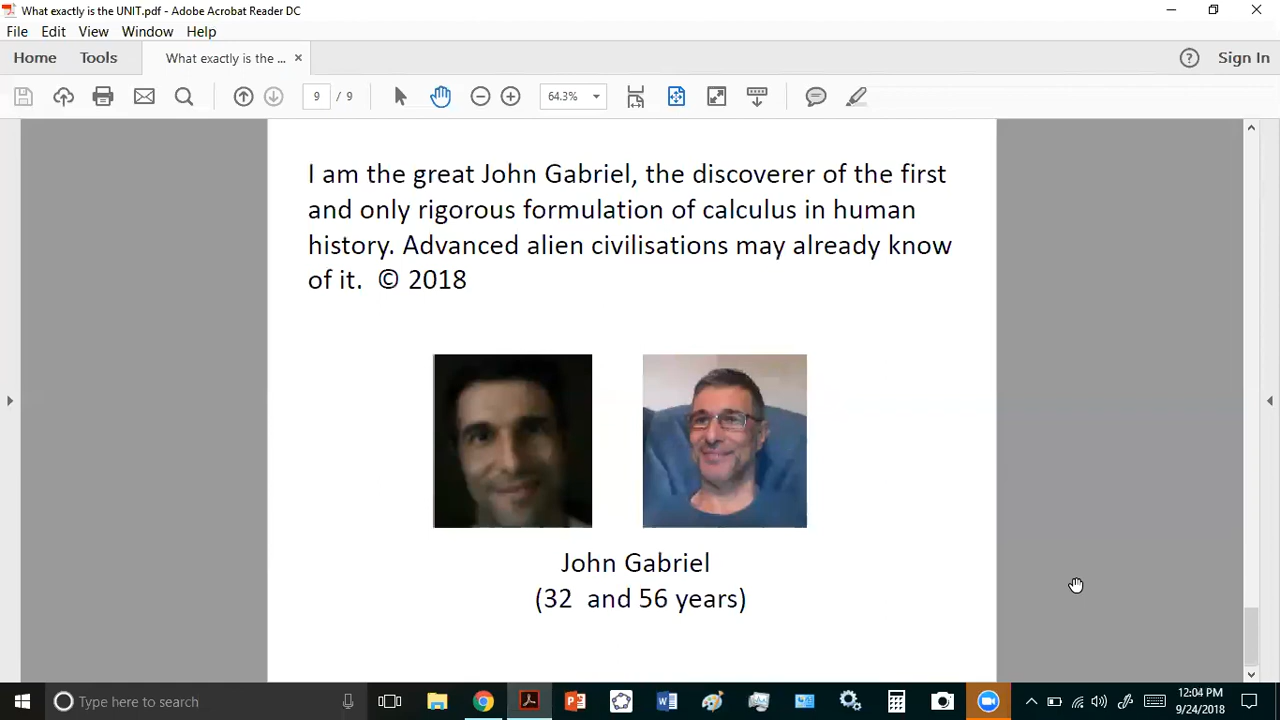 What exactly is the UNIT.pdf - Adobe Acrobat Reader DC
File Edit View Window Help
Home Tools What exactly is the ... × ? Sign In
9 / 9 64.3%
I am the great John Gabriel, the discoverer of the first
and only rigorous formulation of calculus in human
history. Advanced alien civilisations may already know
of it. © 2018
John Gabriel
(32 and 56 years)
Type here to search
12:04 PM
9/24/2018